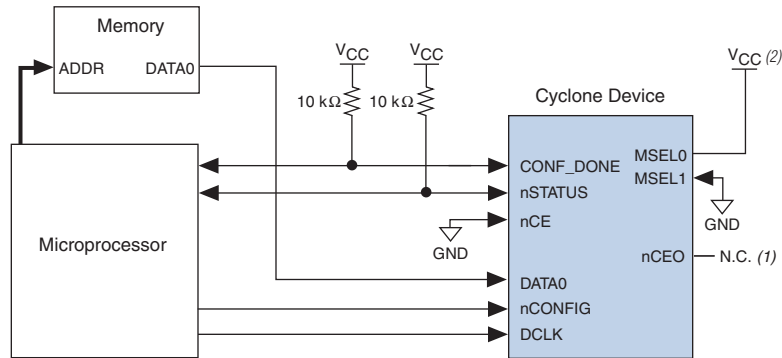 Memory
ADDR DATA0
VCC VCC
10 kΩ 10 kΩ
VCC (2)
Cyclone Device
Microprocessor
CONF_DONE
nSTATUS
nCE
GND
DATA0
nCONFIG
DCLK
MSEL0
MSEL1
GND
nCEO N.C. (1)